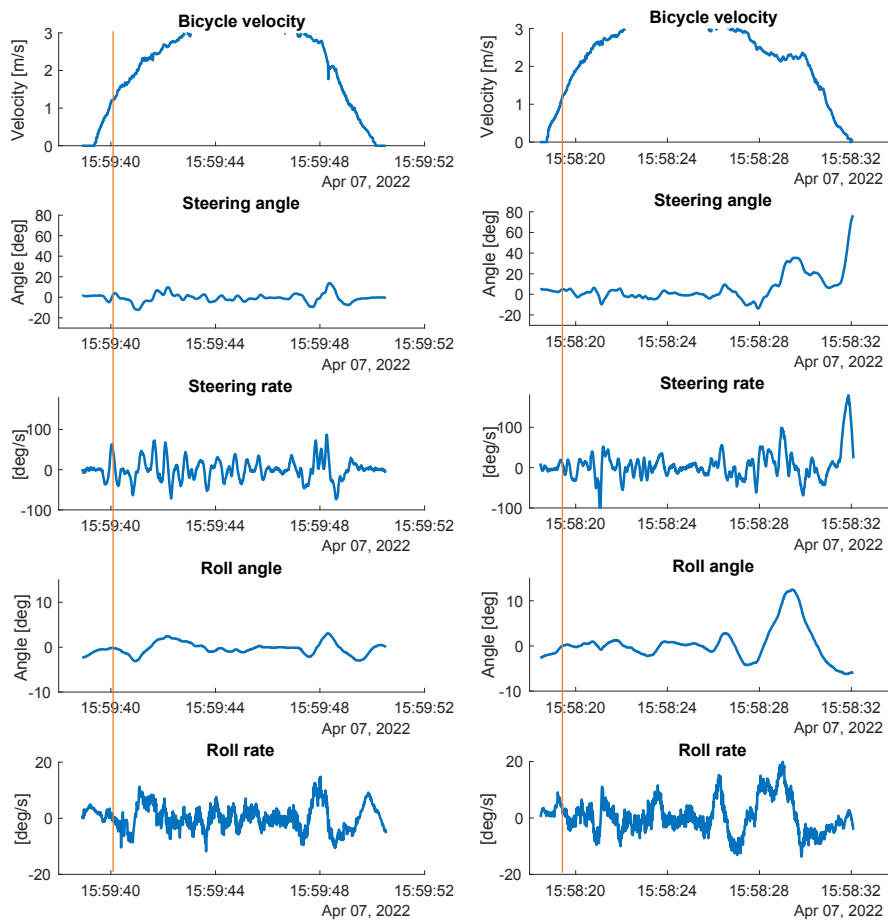 Bicycle velocity
Velocity [m/s]
3
2
1
0
15:59:40 15:59:44 15:59:48 15:59:52
Apr 07, 2022
Steering angle
Angle [deg]
80
60
40
20
0
-20
15:59:40 15:59:44 15:59:48 15:59:52
Apr 07, 2022
Steering rate
[deg/s]
100
0
-100
15:59:40 15:59:44 15:59:48 15:59:52
Apr 07, 2022
Roll angle
Angle [deg]
10
0
-10
15:59:40 15:59:44 15:59:48 15:59:52
Apr 07, 2022
Roll rate
[deg/s]
20
0
-20
15:59:40 15:59:44 15:59:48 15:59:52
Apr 07, 2022
Bicycle velocity
Velocity [m/s]
3
2
1
0
15:58:20 15:58:24 15:58:28 15:58:32
Apr 07, 2022
Steering angle
Angle [deg]
80
60
40
20
0
-20
15:58:20 15:58:24 15:58:28 15:58:32
Apr 07, 2022
Steering rate
[deg/s]
100
0
-100
15:58:20 15:58:24 15:58:28 15:58:32
Apr 07, 2022
Roll angle
Angle [deg]
10
0
-10
15:58:20 15:58:24 15:58:28 15:58:32
Apr 07, 2022
Roll rate
[deg/s]
20
0
-20
15:58:20 15:58:24 15:58:28 15:58:32
Apr 07, 2022